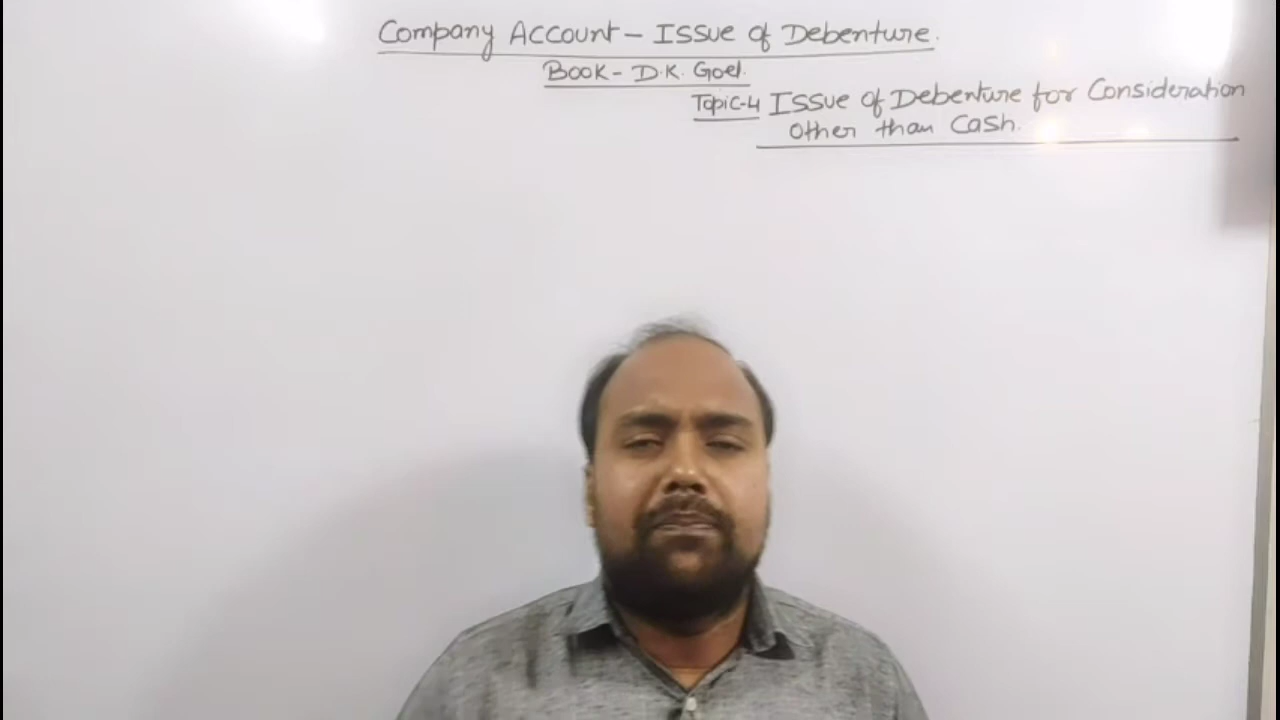 Company Account - Issue of Debenture.
Book - D.K. Goel.
Topic-4 Issue of Debenture for Consideration
Other than Cash.